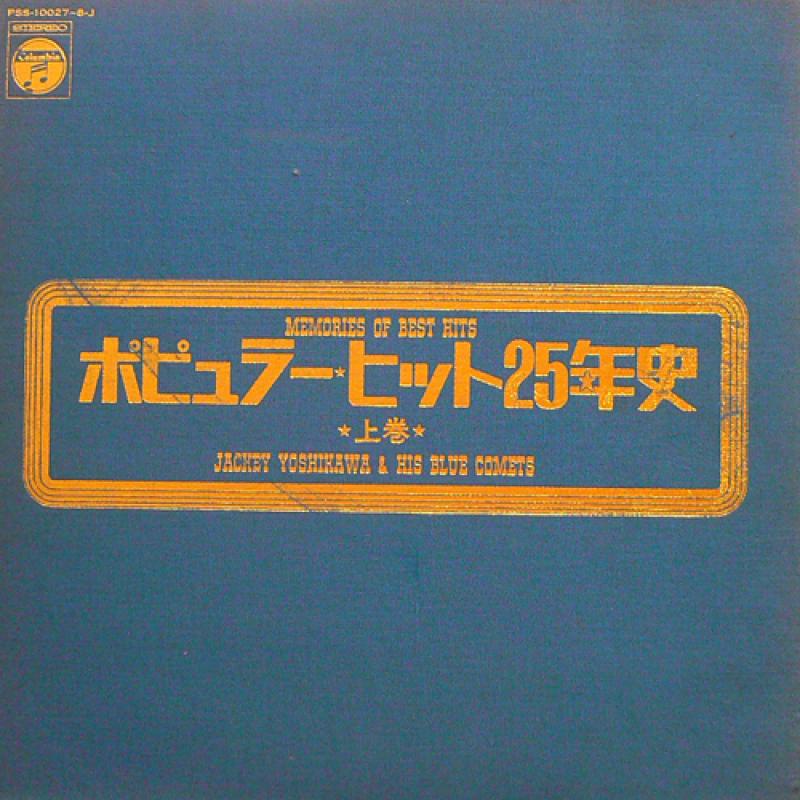 PSS-10027~8-J
STEREO
Columbia
MEMORIES OF BEST HITS
ポピュラー★ヒット25年史
★上巻★
JACKEY YOSHIKAWA & HIS BLUE COMETS